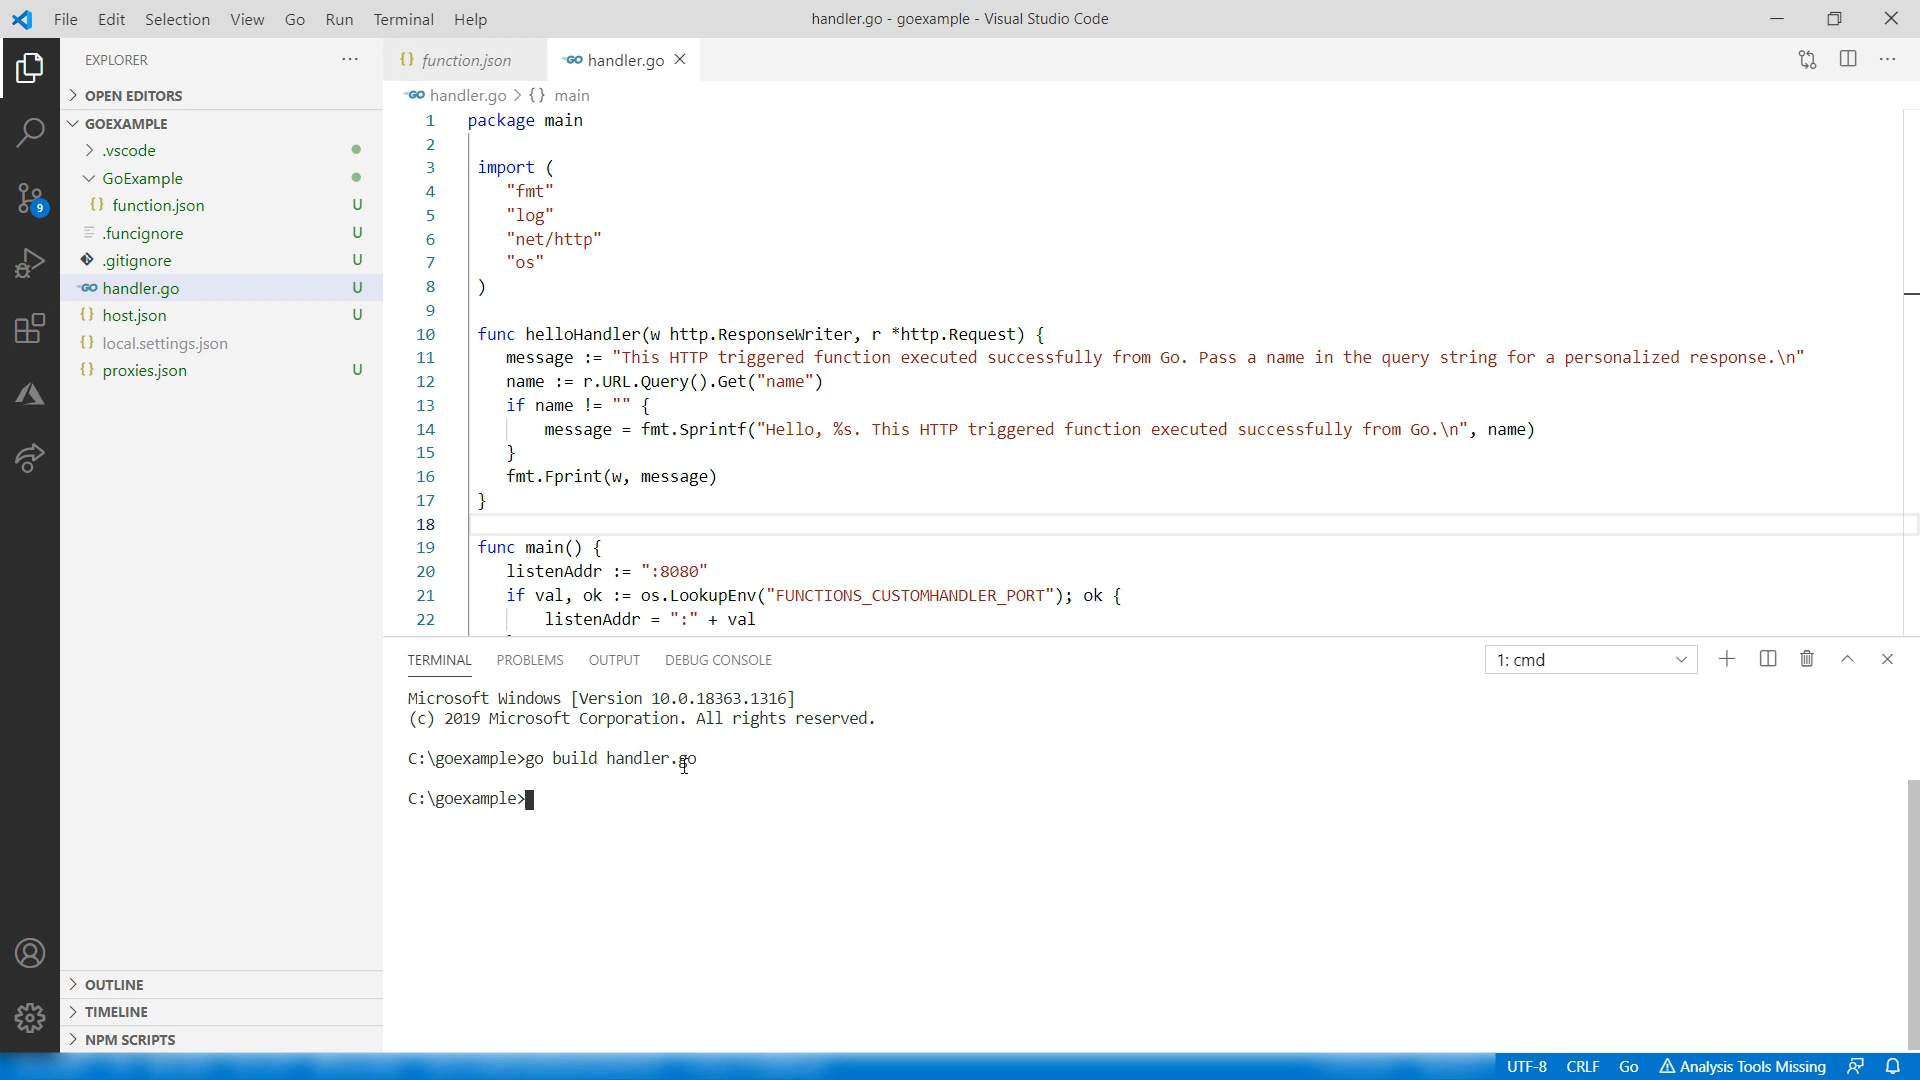 File Edit Selection View Go Run Terminal Help
handler.go - goexample - Visual Studio Code
EXPLORER
OPEN EDITORS
GOEXAMPLE
.vscode
GoExample
{} function.json U
.funcignore U
.gitignore U
GO handler.go U
{} host.json U
{} local.settings.json
{} proxies.json U
9
OUTLINE
TIMELINE
NPM SCRIPTS
{} function.json
GO handler.go
GO handler.go > {} main
1 package main
2
3 import (
4 "fmt"
5 "log"
6 "net/http"
7 "os"
8 )
9
10 func helloHandler(w http.ResponseWriter, r *http.Request) {
11 message := "This HTTP triggered function executed successfully from Go. Pass a name in the query string for a personalized response.\n"
12 name := r.URL.Query().Get("name")
13 if name != "" {
14 message = fmt.Sprintf("Hello, %s. This HTTP triggered function executed successfully from Go.\n", name)
15 }
16 fmt.Fprint(w, message)
17 }
18
19 func main() {
20 listenAddr := ":8080"
21 if val, ok := os.LookupEnv("FUNCTIONS_CUSTOMHANDLER_PORT"); ok {
22 listenAddr = ":" + val
TERMINAL PROBLEMS OUTPUT DEBUG CONSOLE
1: cmd
Microsoft Windows [Version 10.0.18363.1316]
(c) 2019 Microsoft Corporation. All rights reserved.
C:\goexample>go build handler.go
C:\goexample>
UTF-8 CRLF Go Analysis Tools Missing